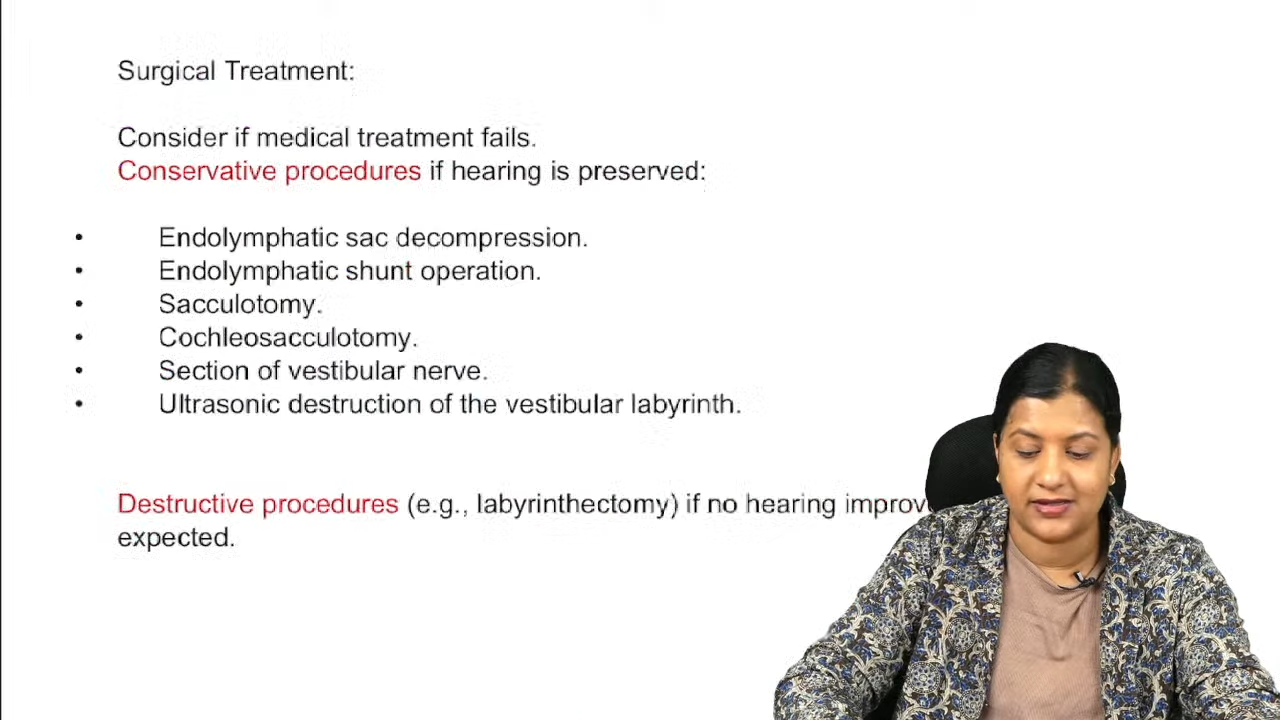 Surgical Treatment:
Consider if medical treatment fails.
Conservative procedures if hearing is preserved:
• Endolymphatic sac decompression.
• Endolymphatic shunt operation.
• Sacculotomy.
• Cochleosacculotomy.
• Section of vestibular nerve.
• Ultrasonic destruction of the vestibular labyrinth.
Destructive procedures (e.g., labyrinthectomy) if no hearing
expected.